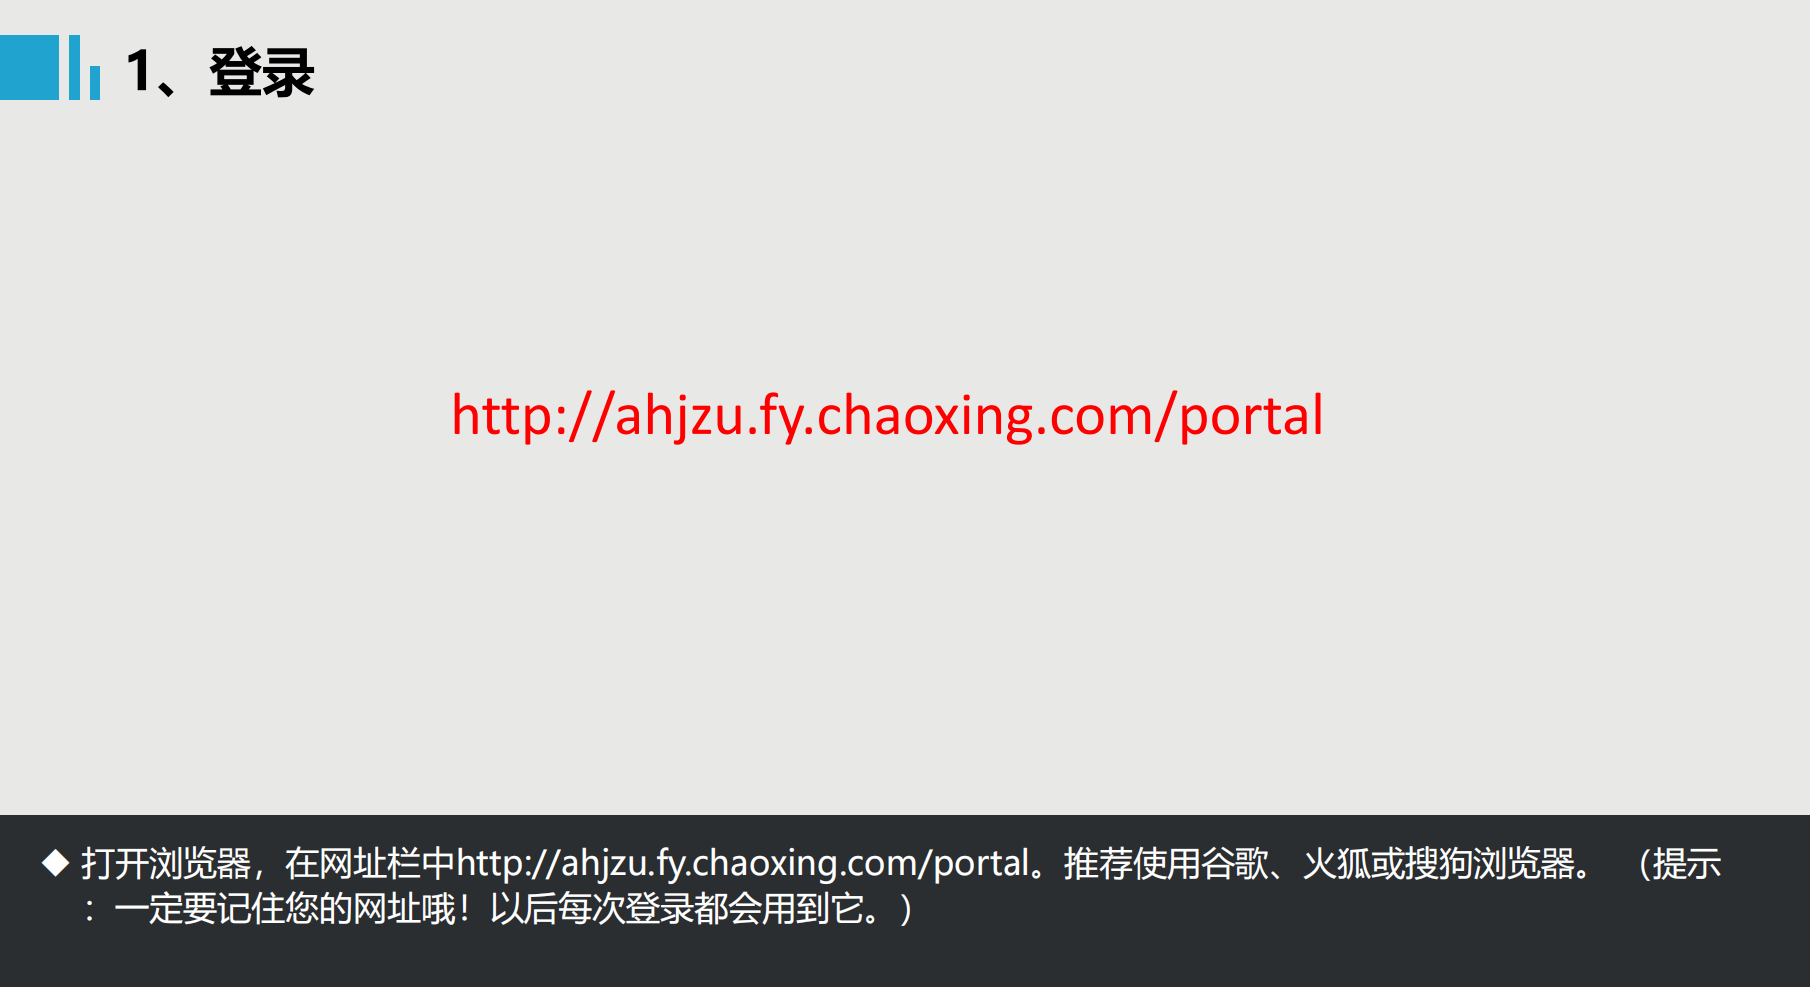 1、登录
http://ahjzu.fy.chaoxing.com/portal
◆ 打开浏览器，在网址栏中http://ahjzu.fy.chaoxing.com/portal。推荐使用谷歌、火狐或搜狗浏览器。 （提示
：一定要记住您的网址哦！以后每次登录都会用到它。）